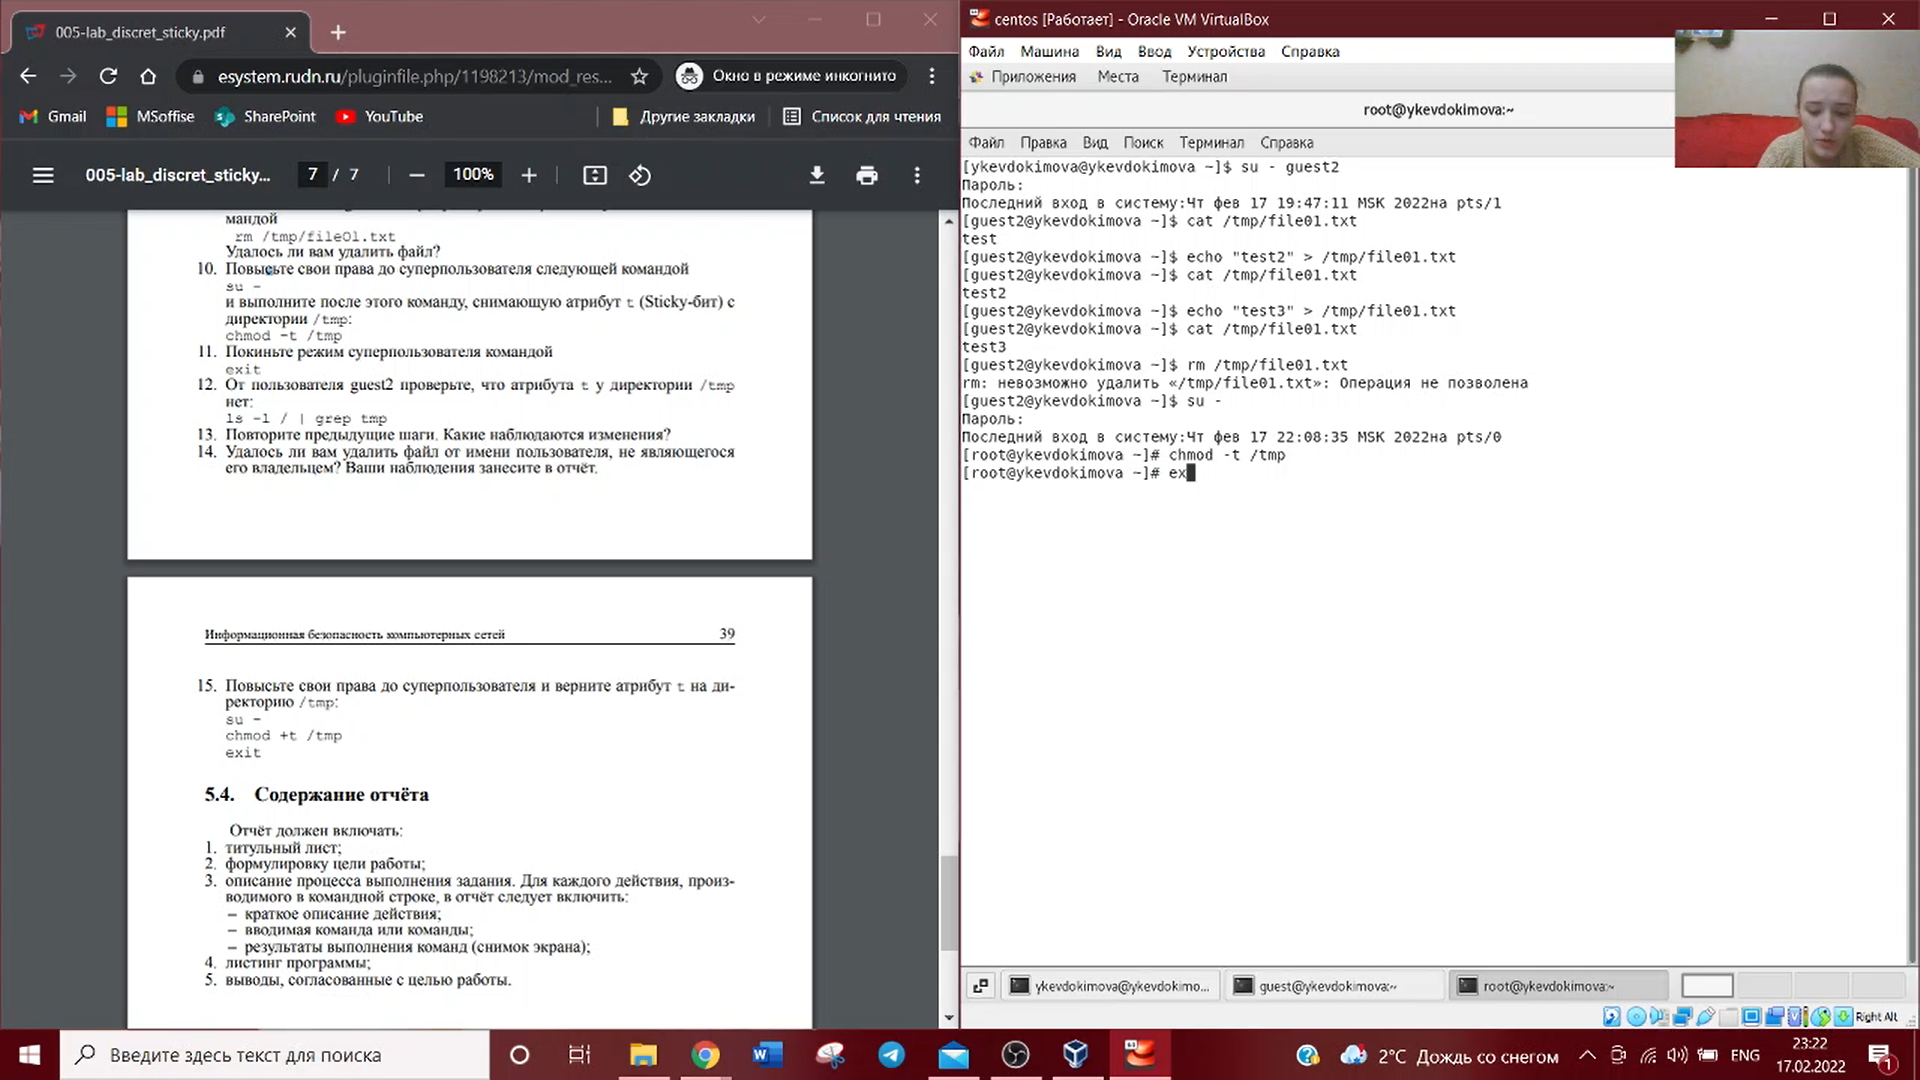 005-lab_discret_sticky.pdf
esystem.rudn.ru/pluginfile.php/1198213/mod_res...
Окно в режиме инкогнито
Gmail
MSoffise
SharePoint
YouTube
Другие закладки
Список для чтения
005-lab_discret_sticky...
7 / 7
100%
мандой
rm /tmp/file01.txt
Удалось ли вам удалить файл?
10. Повысьте свои права до суперпользователя следующей командой
su -
и выполните после этого команду, снимающую атрибут t (Sticky-бит) с
директории /tmp:
chmod -t /tmp
11. Покиньте режим суперпользователя командой
exit
12. От пользователя guest2 проверьте, что атрибута t у директории /tmp
нет:
ls -l / | grep tmp
13. Повторите предыдущие шаги. Какие наблюдаются изменения?
14. Удалось ли вам удалить файл от имени пользователя, не являющегося
его владельцем? Ваши наблюдения занесите в отчёт.
Информационная безопасность компьютерных сетей 39
15. Повысьте свои права до суперпользователя и верните атрибут t на ди-
ректорию /tmp:
su -
chmod +t /tmp
exit
5.4. Содержание отчёта
Отчёт должен включать:
1. титульный лист;
2. формулировку цели работы;
3. описание процесса выполнения задания. Для каждого действия, произ-
водимого в командной строке, в отчёт следует включить:
– краткое описание действия;
– вводимая команда или команды;
– результаты выполнения команд (снимок экрана);
4. листинг программы;
5. выводы, согласованные с целью работы.
centos [Работает] - Oracle VM VirtualBox
Файл Машина Вид Ввод Устройства Справка
Приложения Места Терминал
root@ykevdokimova:~
Файл Правка Вид Поиск Терминал Справка
[ykevdokimova@ykevdokimova ~]$ su - guest2
Пароль:
Последний вход в систему:Чт фев 17 19:47:11 MSK 2022на pts/1
[guest2@ykevdokimova ~]$ cat /tmp/file01.txt
test
[guest2@ykevdokimova ~]$ echo "test2" > /tmp/file01.txt
[guest2@ykevdokimova ~]$ cat /tmp/file01.txt
test2
[guest2@ykevdokimova ~]$ echo "test3" > /tmp/file01.txt
[guest2@ykevdokimova ~]$ cat /tmp/file01.txt
test3
[guest2@ykevdokimova ~]$ rm /tmp/file01.txt
rm: невозможно удалить «/tmp/file01.txt»: Операция не позволена
[guest2@ykevdokimova ~]$ su -
Пароль:
Последний вход в систему:Чт фев 17 22:08:35 MSK 2022на pts/0
[root@ykevdokimova ~]# chmod -t /tmp
[root@ykevdokimova ~]# ex
ykevdokimova@ykevdokimo...
guest@ykevdokimova:~
root@ykevdokimova:~
Right Alt
Введите здесь текст для поиска
2°C Дождь со снегом
ENG
23:22
17.02.2022
1